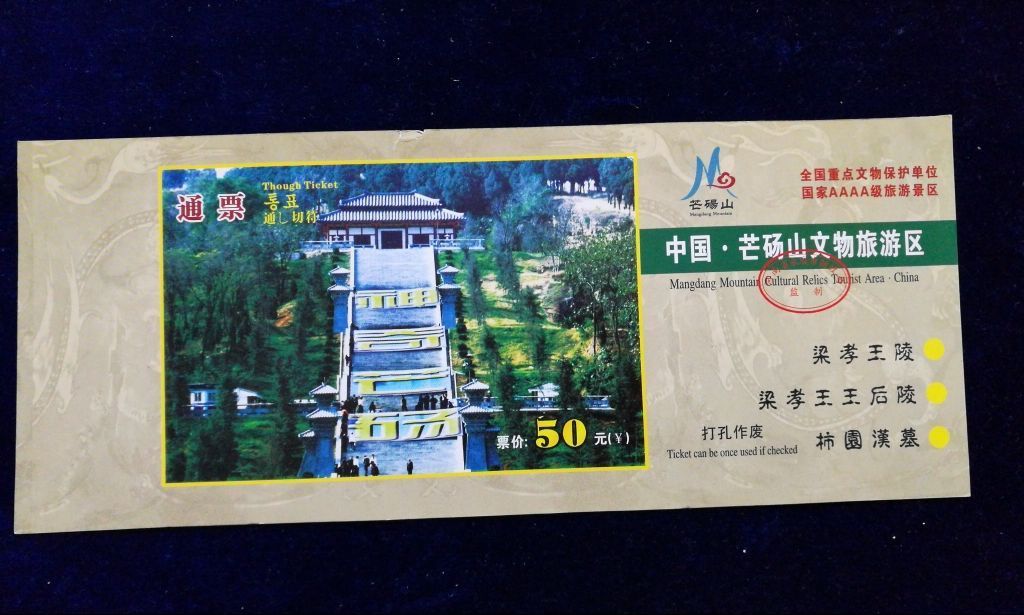 通票
Though Ticket
통표
通し切符
票价: 50 元(¥)
芒砀山
Mangdang Mountain
全国重点文物保护单位
国家AAAA级旅游景区
中国·芒砀山文物旅游区
Mangdang Mountain Cultural Relics Tourist Area · China
监制
梁孝王陵
梁孝王王后陵
打孔作废
柿園漢墓
Ticket can be once used if checked